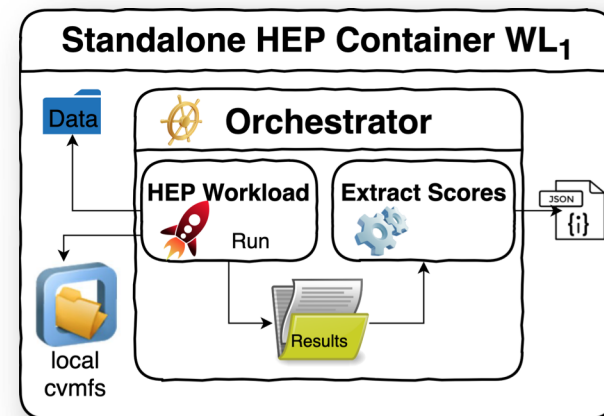 Standalone HEP Container WL₁
Data
Orchestrator
HEP Workload
Run
Extract Scores
JSON
{i}
Results
local
cvmfs